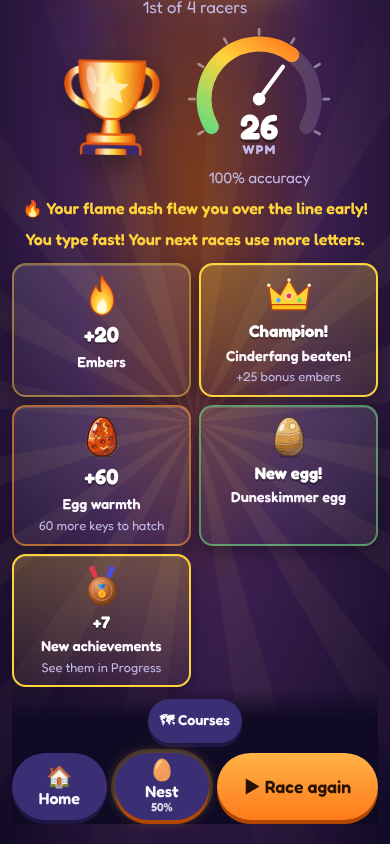 1st of 4 racers
26
WPM
100% accuracy
🔥 Your flame dash flew you over the line early!
You type fast! Your next races use more letters.
+20
Embers
Champion!
Cinderfang beaten!
+25 bonus embers
+60
Egg warmth
60 more keys to hatch
New egg!
Duneskimmer egg
+7
New achievements
See them in Progress
🗺 Courses
🏠
Home
🥚
Nest
50%
▶ Race again